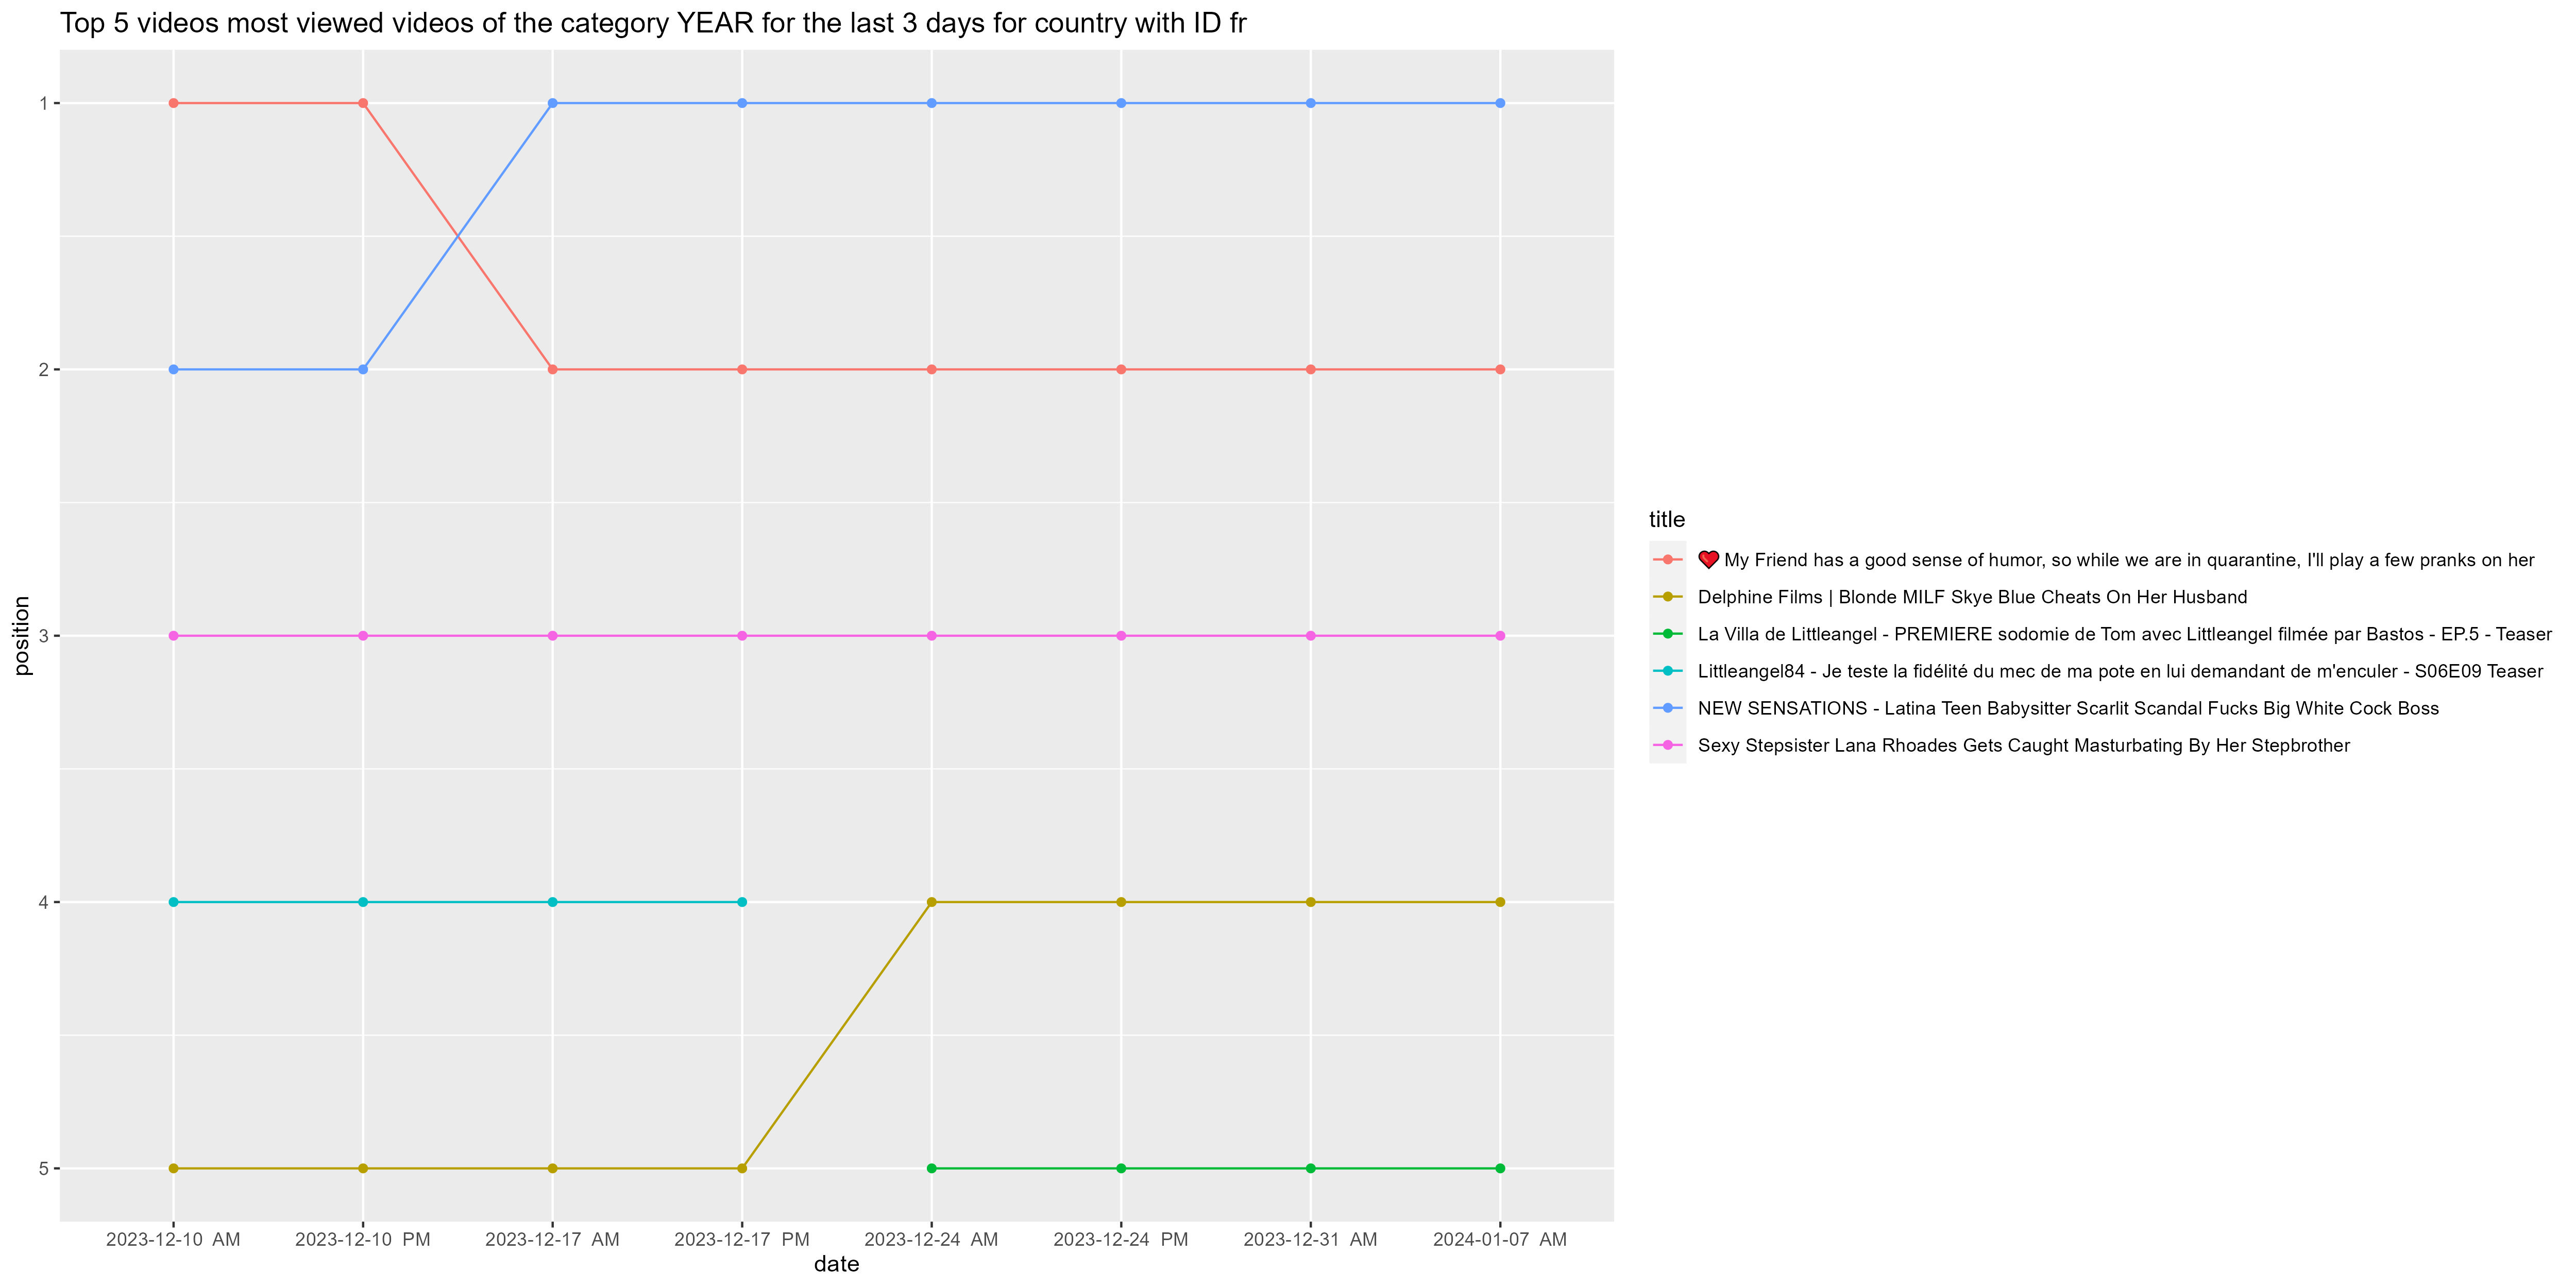 Top 5 videos most viewed videos of the category YEAR for the last 3 days for country with ID fr
position
1
2
3
4
5
2023-12-10 AM
2023-12-10 PM
2023-12-17 AM
2023-12-17 PM
2023-12-24 AM
2023-12-24 PM
2023-12-31 AM
2024-01-07 AM
date
title
❤ My Friend has a good sense of humor, so while we are in quarantine, I'll play a few pranks on her
Delphine Films | Blonde MILF Skye Blue Cheats On Her Husband
La Villa de Littleangel - PREMIERE sodomie de Tom avec Littleangel filmée par Bastos - EP.5 - Teaser
Littleangel84 - Je teste la fidélité du mec de ma pote en lui demandant de m'enculer - S06E09 Teaser
NEW SENSATIONS - Latina Teen Babysitter Scarlit Scandal Fucks Big White Cock Boss
Sexy Stepsister Lana Rhoades Gets Caught Masturbating By Her Stepbrother